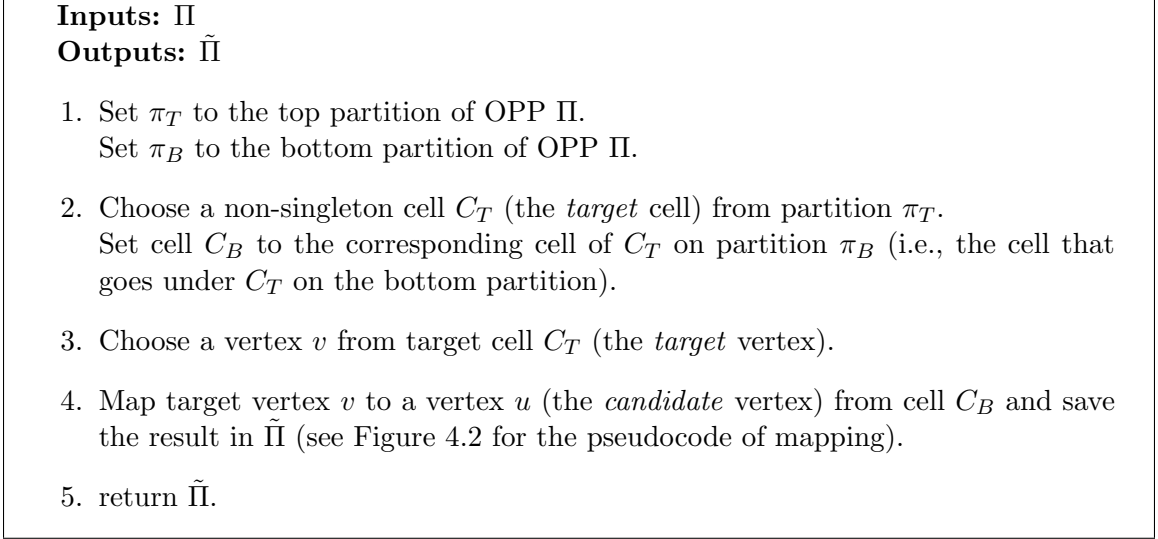 Inputs: Π
Outputs: Π̃
1. Set π_T to the top partition of OPP Π.
Set π_B to the bottom partition of OPP Π.
2. Choose a non-singleton cell C_T (the target cell) from partition π_T.
Set cell C_B to the corresponding cell of C_T on partition π_B (i.e., the cell that
goes under C_T on the bottom partition).
3. Choose a vertex v from target cell C_T (the target vertex).
4. Map target vertex v to a vertex u (the candidate vertex) from cell C_B and save
the result in Π̃ (see Figure 4.2 for the pseudocode of mapping).
5. return Π̃.